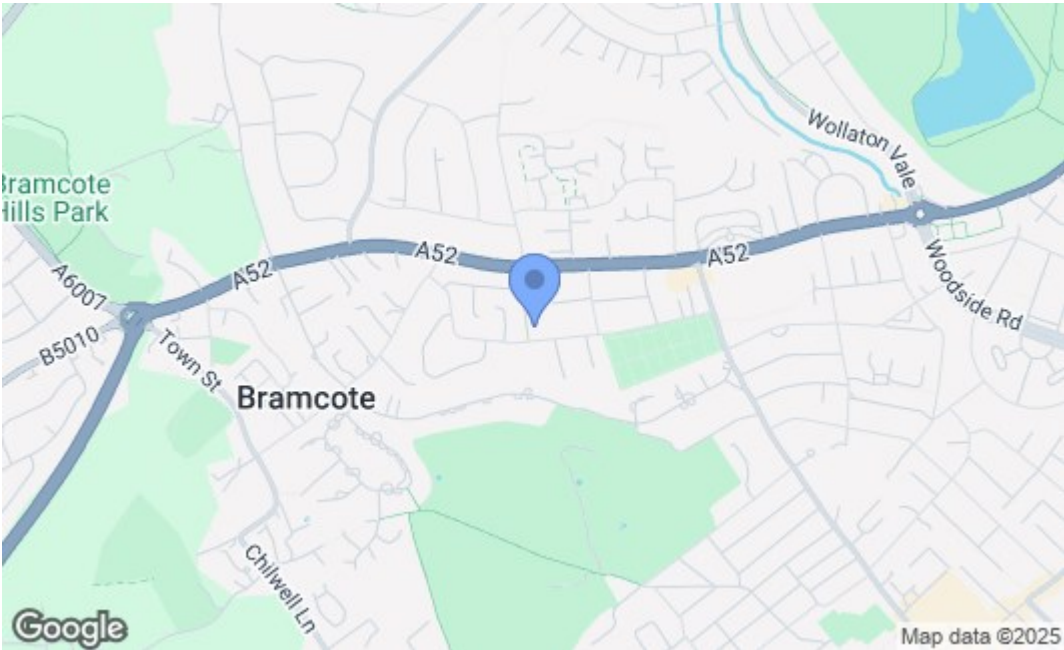 Wollaton Vale
Bramcote
Hills Park
A52
A52
A52
A6007
Woodside Rd
B5010
Town St
Bramcote
Chilwell Ln
Google
Map data ©2025